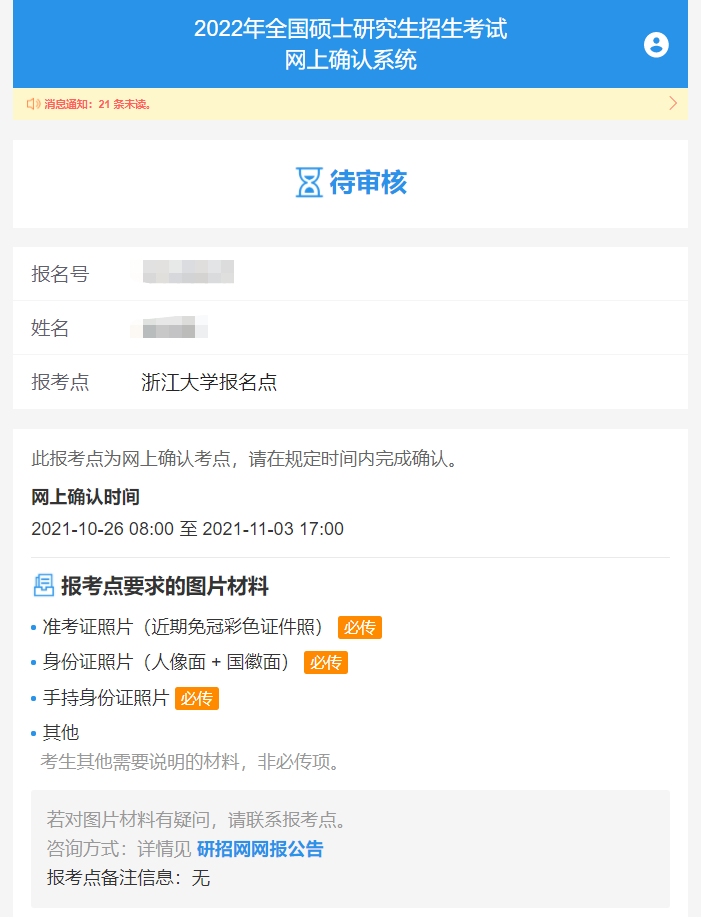 2022年全国硕士研究生招生考试
网上确认系统
消息通知：21 条未读。
待审核
报名号
姓名
报考点 浙江大学报名点
此报考点为网上确认考点，请在规定时间内完成确认。
网上确认时间
2021-10-26 08:00 至 2021-11-03 17:00
报考点要求的图片材料
准考证照片（近期免冠彩色证件照） 必传
身份证照片（人像面 + 国徽面） 必传
手持身份证照片 必传
其他
考生其他需要说明的材料，非必传项。
若对图片材料有疑问，请联系报考点。
咨询方式：详情见 研招网网报公告
报考点备注信息：无